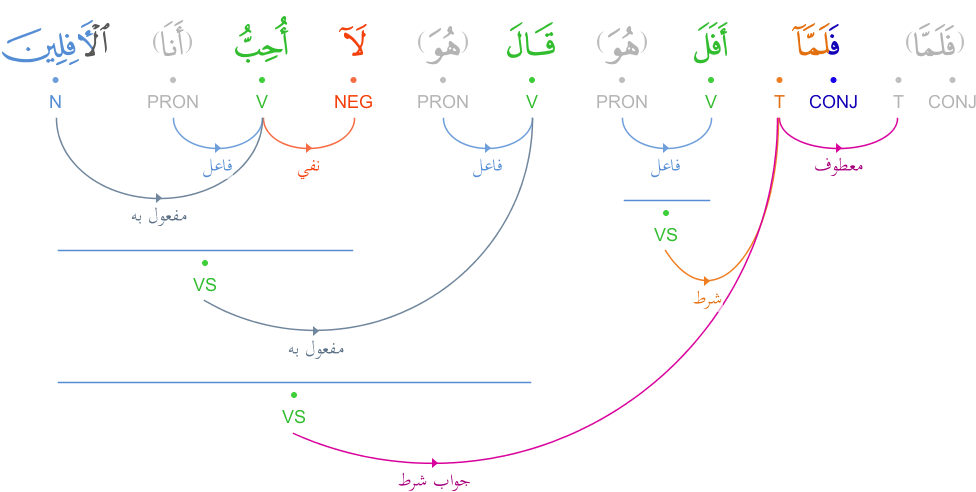 (فَلَمَّا) فَلَمَّآ أَفَلَ (هُوَ) قَالَ (هُوَ) لَآ أُحِبُّ (أَنَا) ٱلْأَفِلِينَ
N PRON V NEG PRON V PRON V T CONJ T CONJ
فاعل نفي فاعل فاعل معطوف
مفعول به
VS
VS
شرط
مفعول به
VS
جواب شرط